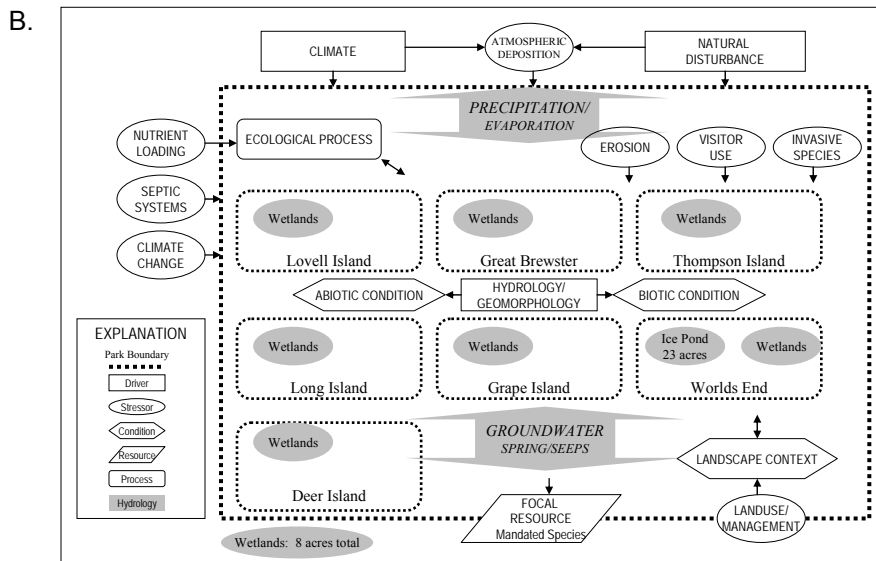 B.
CLIMATE
ATMOSPHERIC
DEPOSITION
NATURAL
DISTURBANCE
PRECIPITATION/
EVAPORATION
NUTRIENT
LOADING
ECOLOGICAL PROCESS
EROSION
VISITOR
USE
INVASIVE
SPECIES
SEPTIC
SYSTEMS
CLIMATE
CHANGE
Wetlands
Lovell Island
Wetlands
Great Brewster
Wetlands
Thompson Island
ABIOTIC CONDITION
HYDROLOGY/
GEOMORPHOLOGY
BIOTIC CONDITION
Wetlands
Long Island
Wetlands
Grape Island
Ice Pond
23 acres
Wetlands
Worlds End
EXPLANATION
Park Boundary
Driver
Stressor
Condition
Resource
Process
Hydrology
Wetlands
Deer Island
GROUNDWATER
SPRING/SEEPS
LANDSCAPE CONTEXT
FOCAL
RESOURCE
Mandated Species
LANDUSE/
MANAGEMENT
Wetlands: 8 acres total